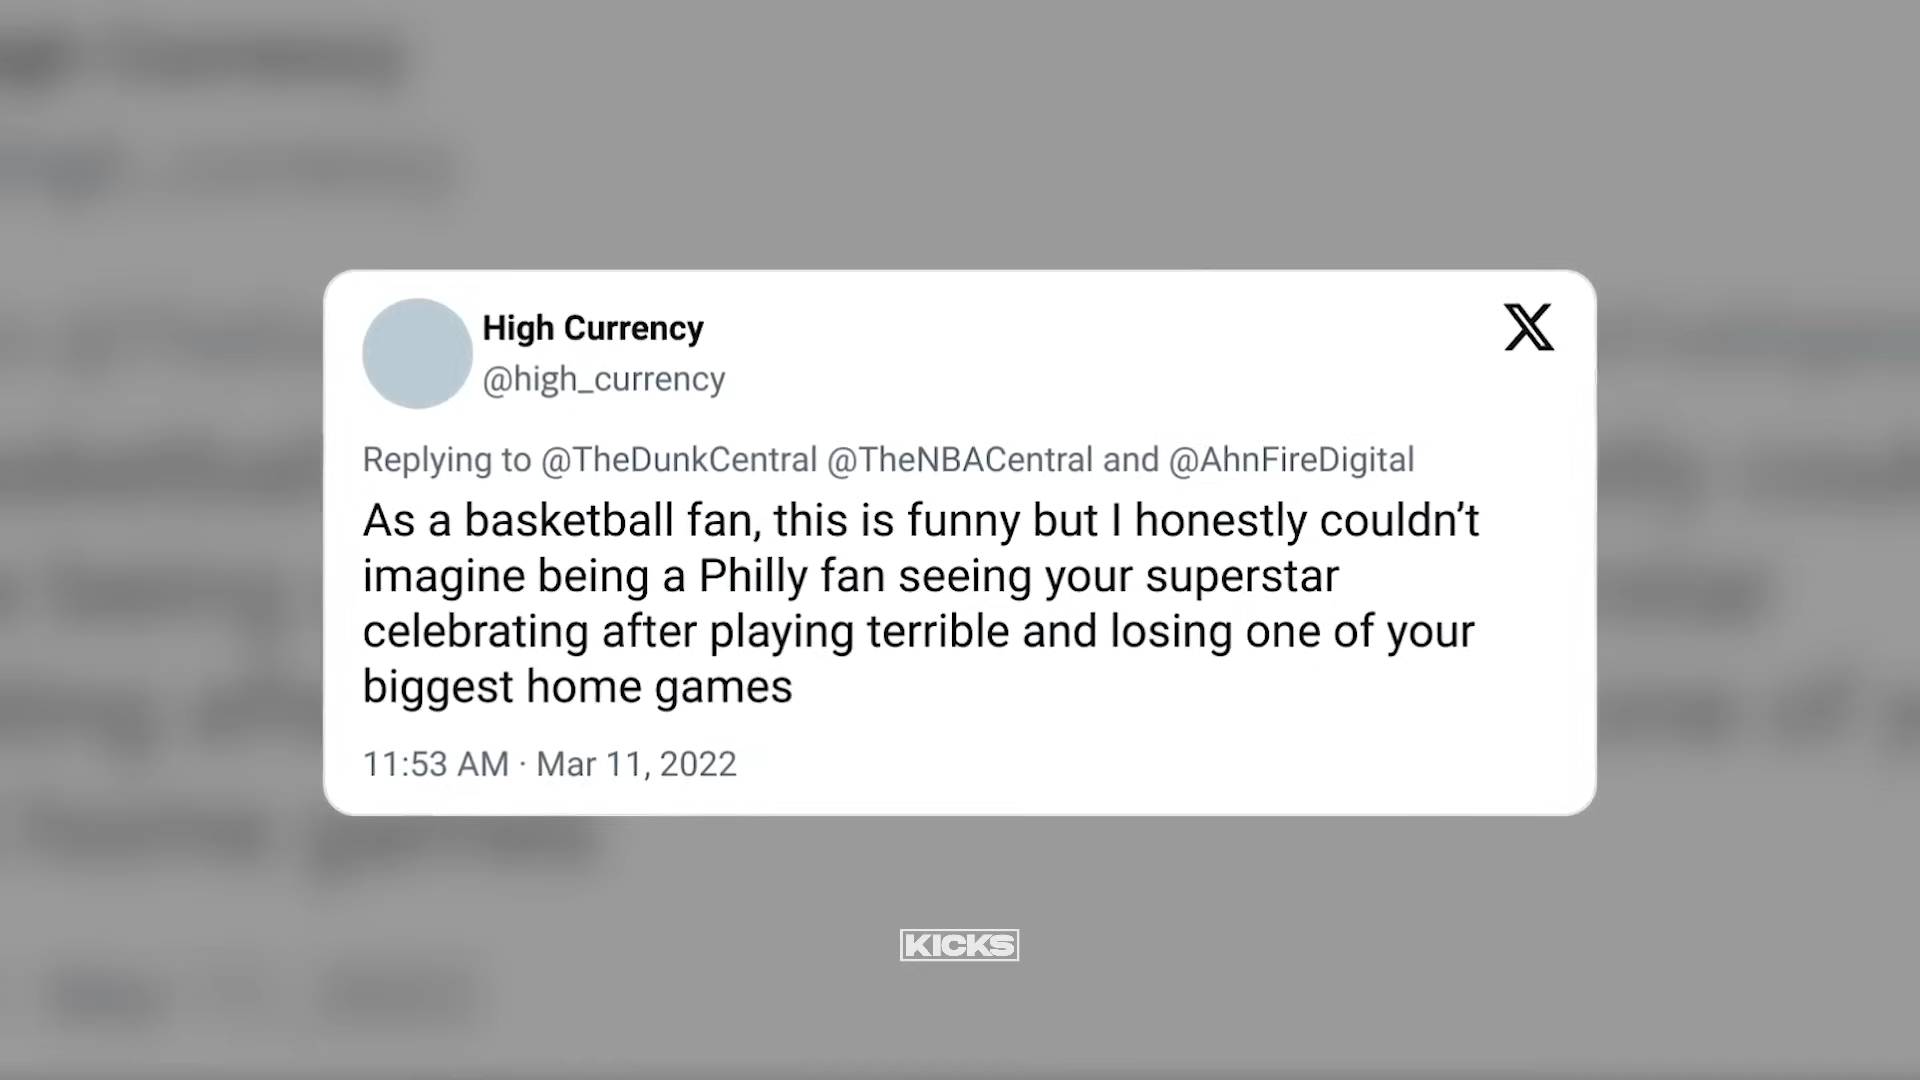 High Currency
@high_currency
Replying to @TheDunkCentral @TheNBACentral and @AhnFireDigital
As a basketball fan, this is funny but I honestly couldn’t
imagine being a Philly fan seeing your superstar
celebrating after playing terrible and losing one of your
biggest home games
11:53 AM · Mar 11, 2022
KICKS